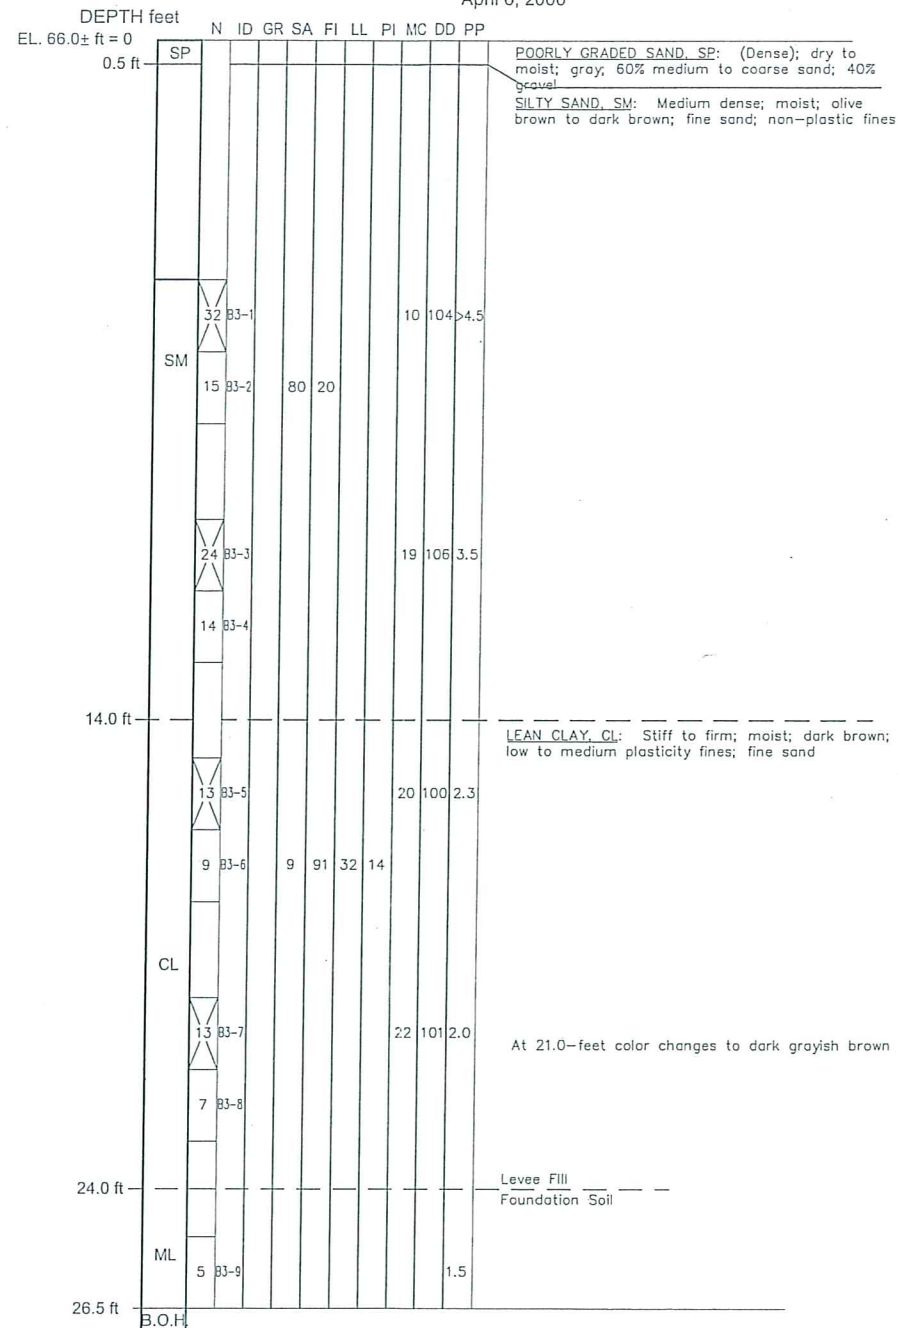 April 6, 2000
DEPTH feet
N ID GR SA FI LL PI MC DD PP
EL. 66.0± ft = 0
SP
0.5 ft
POORLY GRADED SAND, SP: (Dense); dry to
moist; gray; 60% medium to coarse sand; 40%
gravel
SILTY SAND, SM: Medium dense; moist; olive
brown to dark brown; fine sand; non-plastic fines
32 B3-1 10 104 >4.5
SM
15 B3-2 80 20
24 B3-3 19 106 3.5
14 B3-4
14.0 ft
LEAN CLAY, CL: Stiff to firm; moist; dark brown;
low to medium plasticity fines; fine sand
13 B3-5 20 100 2.3
9 B3-6 9 91 32 14
CL
13 B3-7 22 101 2.0
At 21.0-feet color changes to dark grayish brown
7 B3-8
Levee Fill
24.0 ft
Foundation Soil
ML
5 B3-9 1.5
26.5 ft
B.O.H.